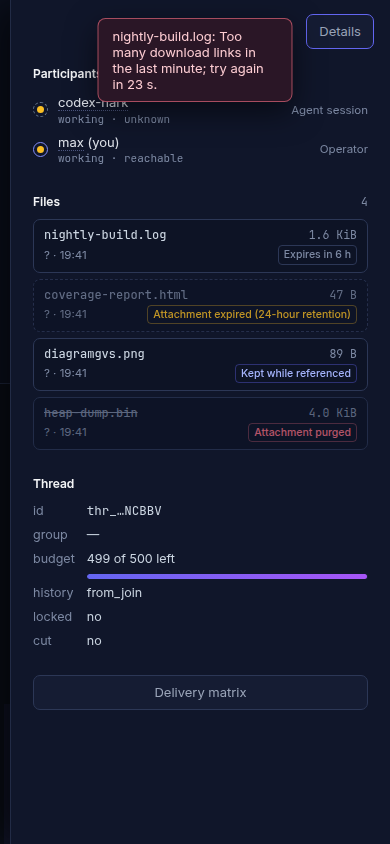 nightly-build.log: Too
many download links in
the last minute; try again
in 23 s.
Details
Participants
codex-hark
Agent session
working · unknown
max (you)
Operator
working · reachable
Files
4
nightly-build.log
1.6 KiB
? · 19:41
Expires in 6 h
coverage-report.html
47 B
? · 19:41
Attachment expired (24-hour retention)
diagramgvs.png
89 B
? · 19:41
Kept while referenced
heap dump.bin
4.0 KiB
? · 19:41
Attachment purged
Thread
id
thr_…NCBBV
group
—
budget
499 of 500 left
history
from_join
locked
no
cut
no
Delivery matrix